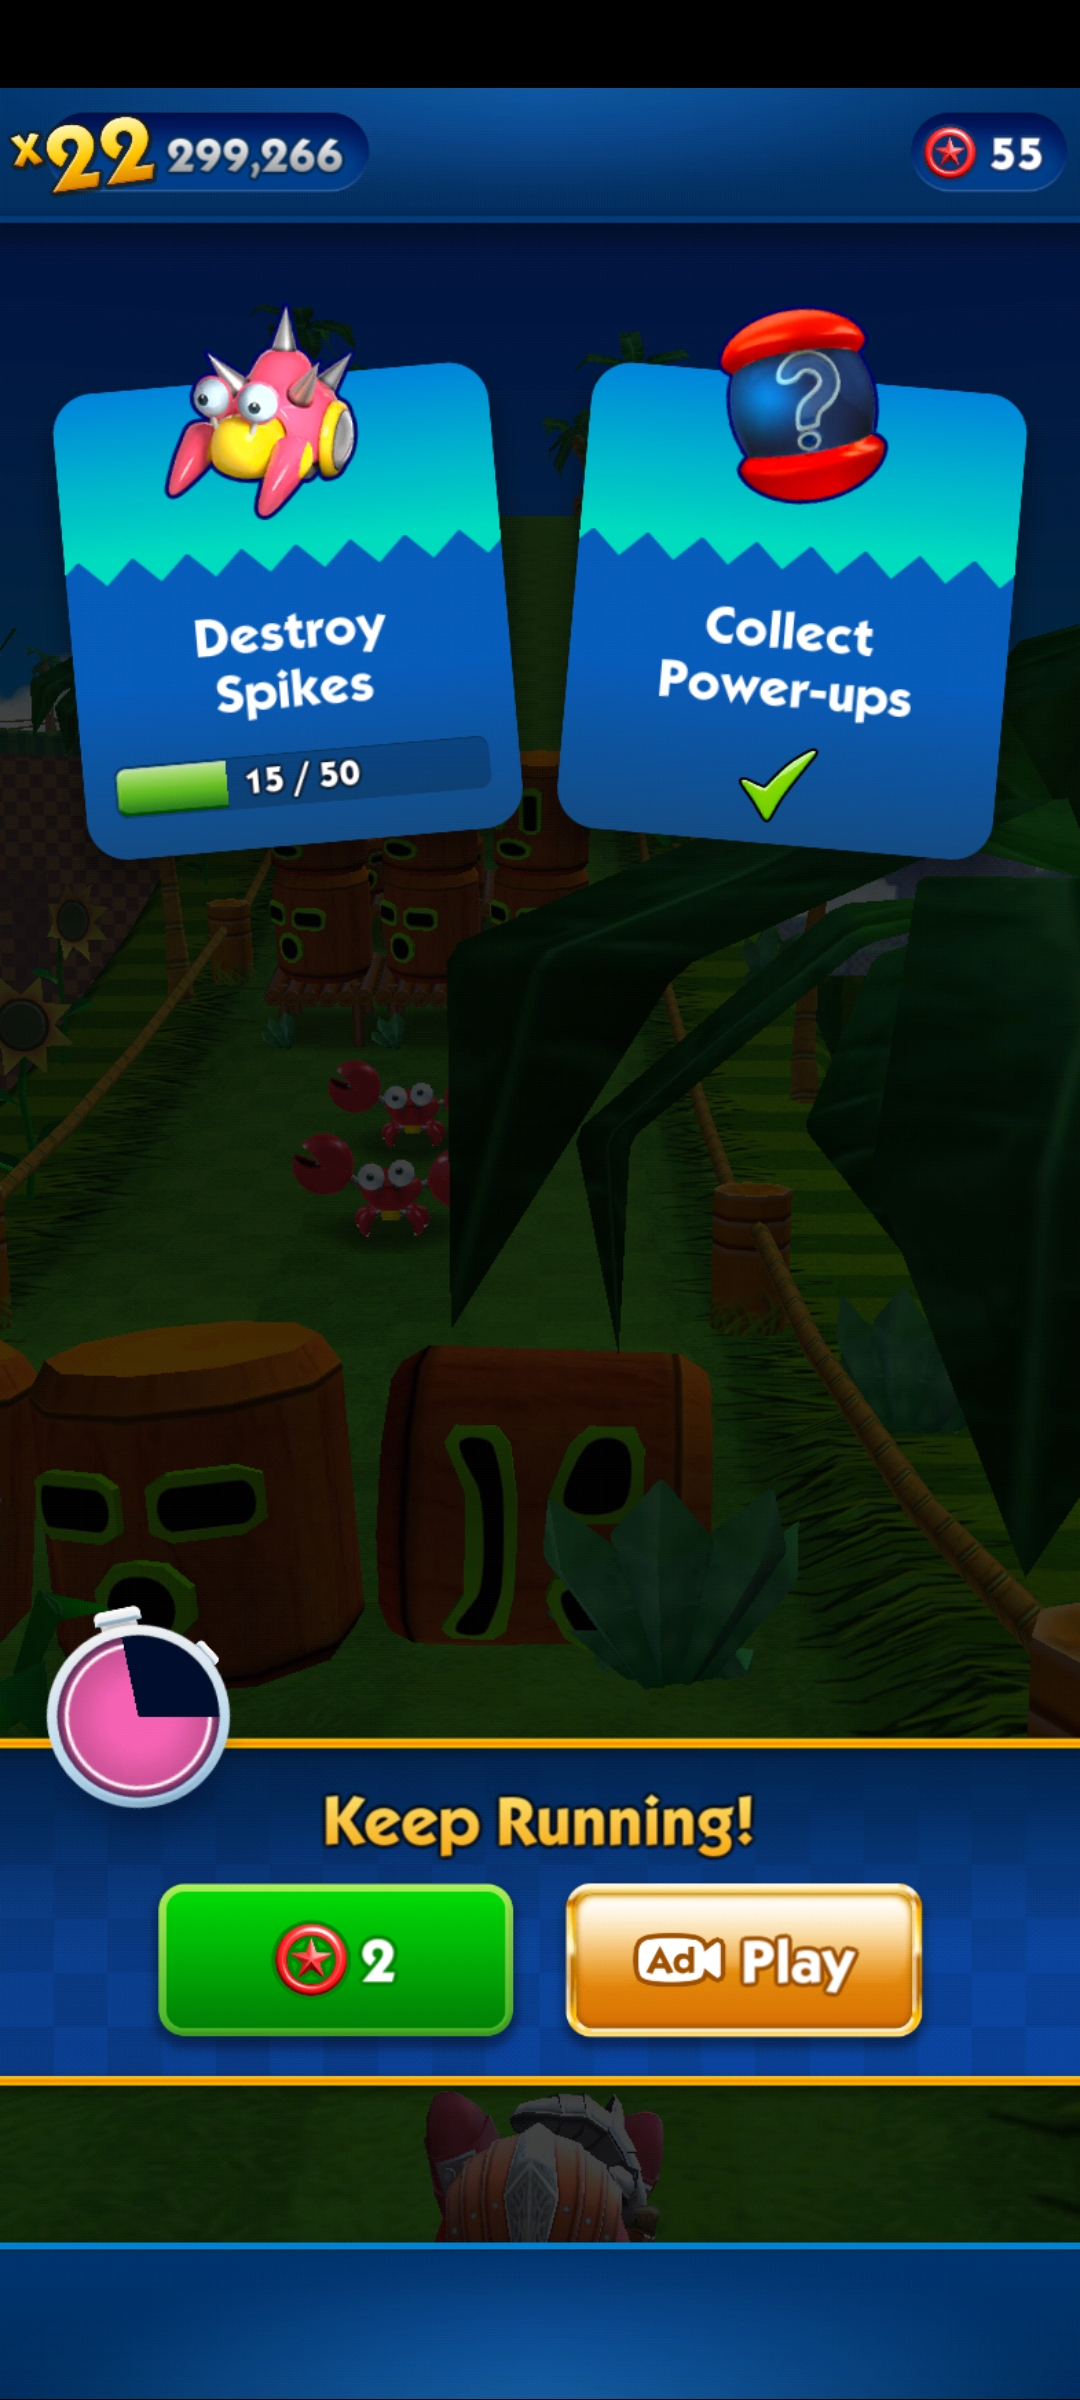 x22 299,266
55
?
Destroy
Spikes
15 / 50
Collect
Power-ups
Keep Running!
2
Ad Play